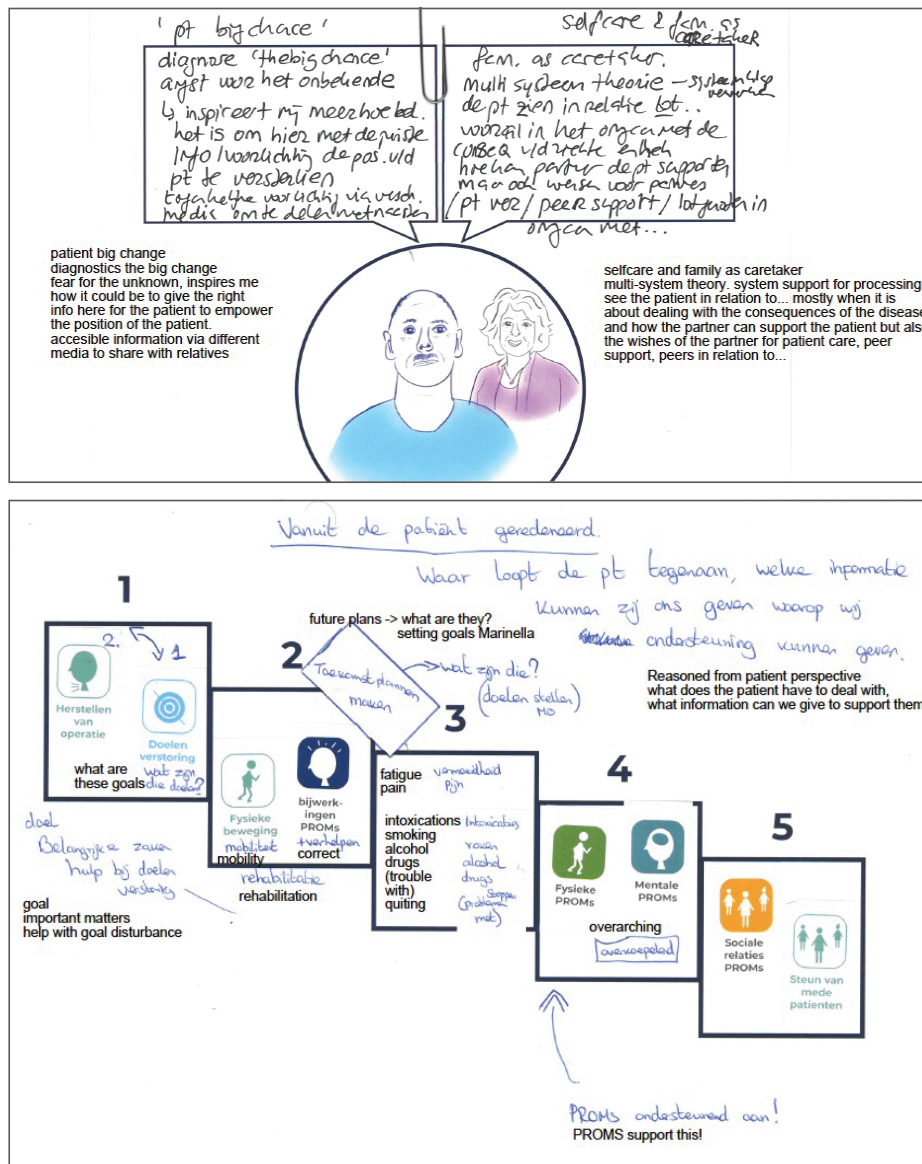 'pt big chace'
selfcare & fam. as
CARETAKER
diagnose 'the big chance'
angst voor het onbekende
↳ inspireert mij meer hoe bel.
het is om hier met de juiste
info/voorlichting de pos. v/d
pt te versterken
toegankelijke voorlichting via versch.
media om te delen met naasten
fam. as caretaker.
multi systeem theorie –
de pt zien in relatie tot...
vooral in het omgaan met de
conseq v/d ziekte en/of
hoe kan partner de pt supporten
maar ook wensen voor partner
/pt vez/peer support/lotgenoten in
omgaan met...
patient big change
diagnostics the big change
fear for the unknown, inspires me
how it could be to give the right
info here for the patient to empower
the position of the patient.
accesible information via different
media to share with relatives
selfcare and family as caretaker
multi-system theory. system support for processing
see the patient in relation to... mostly when it is
about dealing with the consequences of the disease
and how the partner can support the patient but als
the wishes of the partner for patient care, peer
support, peers in relation to...
Vanuit de patiënt geredeneerd.
Waar loopt de pt tegenaan, welke informatie
kunnen zij ons geven waarop wij
ondersteuning kunnen geven.
Reasoned from patient perspective
what does the patient have to deal with,
what information can we give to support them
1
2. 1
Herstellen
van
operatie
Doelen
verstoring
what are
these goals
wat zijn
die doelen?
doel
Belangrijke zaken
hulp bij doelen
verstoring
goal
important matters
help with goal disturbance
future plans -> what are they?
setting goals Marinella
2
Toekomst plannen
maken
wat zijn die?
(doelen stellen
MO
Fysieke
beweging
mobiliteit
mobility
bijwerk-
ingen
PROMs
+verhelpen
correct
rehabilitatie
rehabilitation
3
fatigue
pain
vermoeidheid
pijn
intoxications
smoking
alcohol
drugs
(trouble
with)
quiting
Intoxicaties
roken
alcohol
drugs
stoppen
(problemen
met)
4
Fysieke
PROMs
Mentale
PROMs
overarching
overkoepelend
5
Sociale
relaties
PROMs
Steun van
mede
patienten
PROMS ondersteunend aan!
PROMS support this!